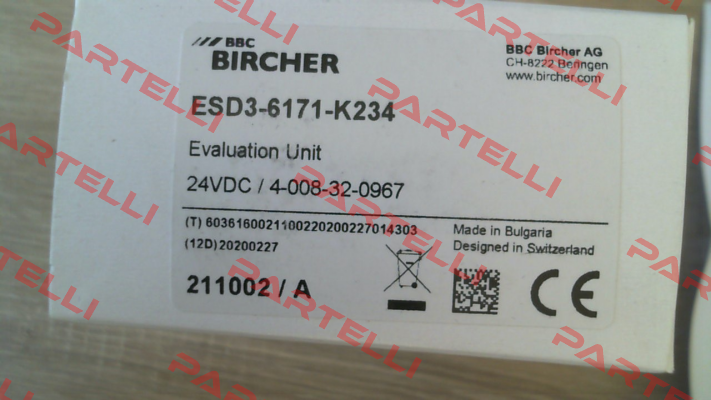 BBC
BIRCHER
BBC Bircher AG
CH-8222 Beringen
www.bircher.com
ESD3-6171-K234
Evaluation Unit
24VDC / 4-008-32-0967
(T) 6036160021100220200227014303
(12D)20200227
Made in Bulgaria
Designed in Switzerland
211002 / A
CE
PARTELLI
PARTELLI
PARTELLI
PARTELLI
PARTELLI
PARTELLI
PARTELLI
PARTELLI